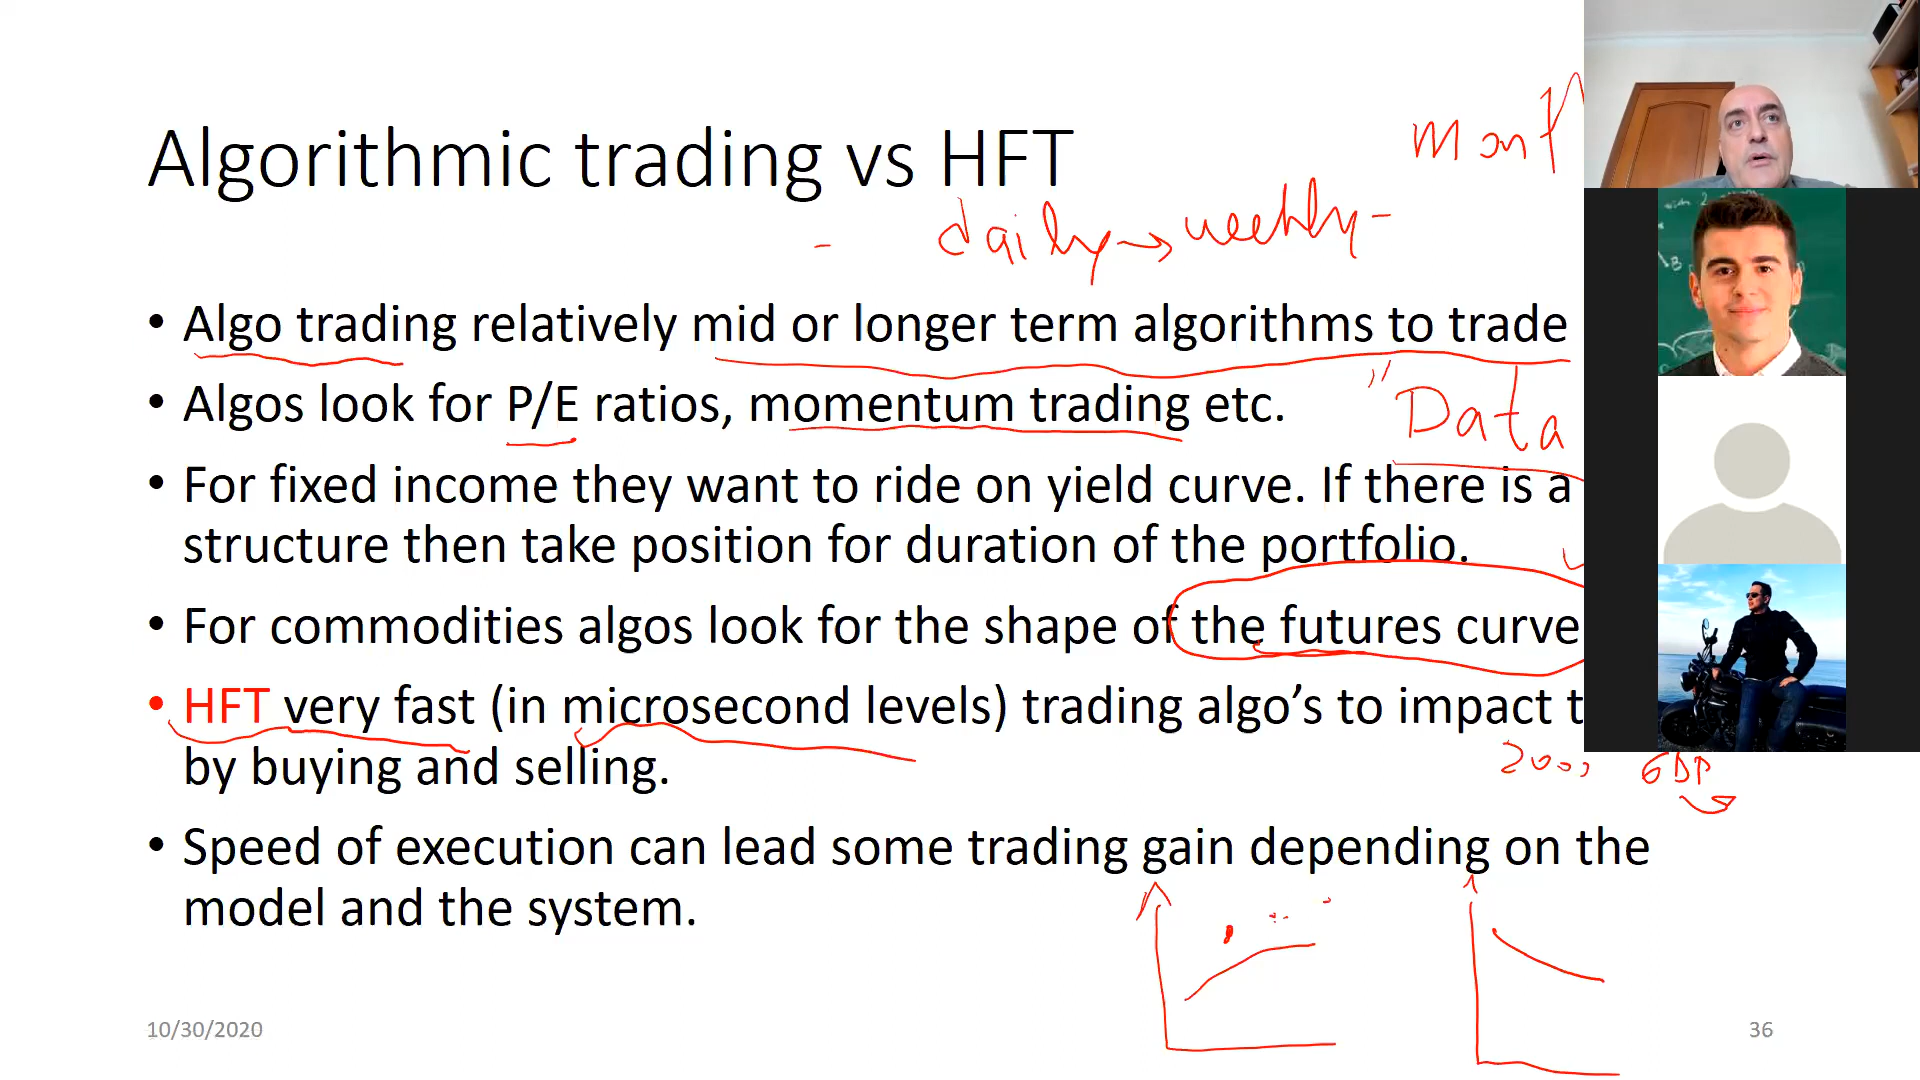 Algorithmic trading vs HFT
daily → weekly -
• Algo trading relatively mid or longer term algorithms to trade
• Algos look for P/E ratios, momentum trading etc.
"Data
• For fixed income they want to ride on yield curve. If there is a
structure then take position for duration of the portfolio.
• For commodities algos look for the shape of the futures curve
• HFT very fast (in microsecond levels) trading algo's to impact t
by buying and selling.
GDP
• Speed of execution can lead some trading gain depending on the
model and the system.
10/30/2020
36